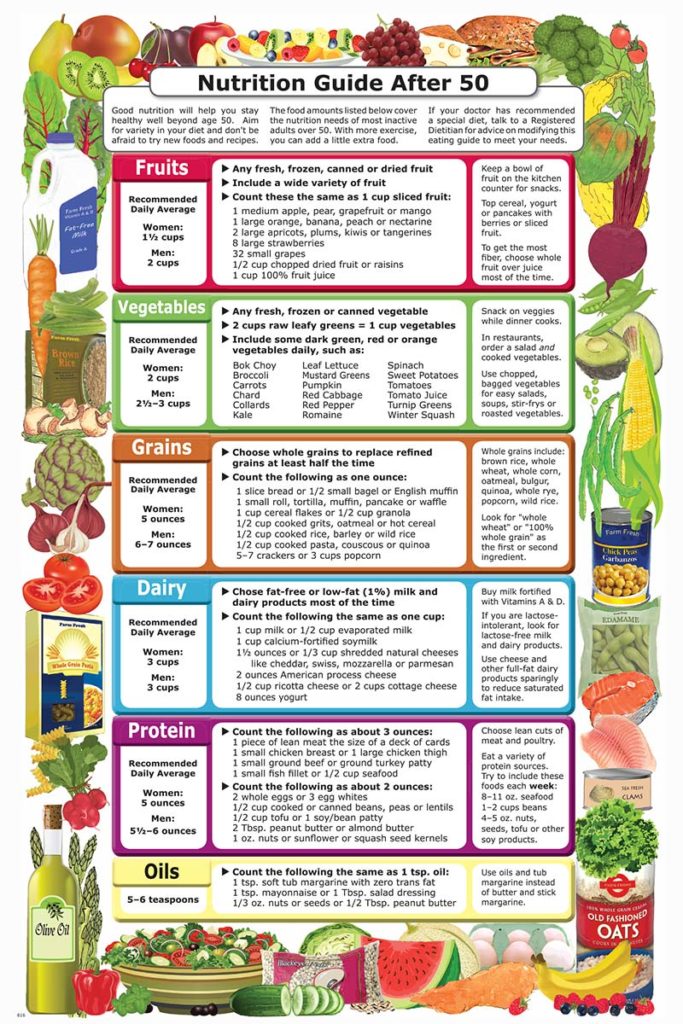 Nutrition Guide After 50
Good nutrition will help you stay
healthy well beyond age 50. Aim
for variety in your diet and don't be
afraid to try new foods and recipes.
The food amounts listed below cover
the nutrition needs of most inactive
adults over 50. With more exercise,
you can add a little extra food.
If your doctor has recommended
a special diet, talk to a Registered
Dietitian for advice on modifying this
eating guide to meet your needs.
Fruits
Recommended
Daily Average
Women:
1½ cups
Men:
2 cups
▶ Any fresh, frozen, canned or dried fruit
▶ Include a wide variety of fruit
▶ Count these the same as 1 cup sliced fruit:
1 medium apple, pear, grapefruit or mango
1 large orange, banana, peach or nectarine
2 large apricots, plums, kiwis or tangerines
8 large strawberries
32 small grapes
1/2 cup chopped dried fruit or raisins
1 cup 100% fruit juice
Keep a bowl of
fruit on the kitchen
counter for snacks.
Top cereal, yogurt
or pancakes with
berries or sliced
fruit.
To get the most
fiber, choose whole
fruit over juice
most of the time.
Vegetables
Recommended
Daily Average
Women:
2 cups
Men:
2½–3 cups
▶ Any fresh, frozen or canned vegetable
▶ 2 cups raw leafy greens = 1 cup vegetables
▶ Include some dark green, red or orange
vegetables daily, such as:
Bok Choy Leaf Lettuce Spinach
Broccoli Mustard Greens Sweet Potatoes
Carrots Pumpkin Tomatoes
Chard Red Cabbage Tomato Juice
Collards Red Pepper Turnip Greens
Kale Romaine Winter Squash
Snack on veggies
while dinner cooks.
In restaurants,
order a salad and
cooked vegetables.
Use chopped,
bagged vegetables
for easy salads,
soups, stir-frys or
roasted vegetables.
Grains
Recommended
Daily Average
Women:
5 ounces
Men:
6–7 ounces
▶ Choose whole grains to replace refined
grains at least half the time
▶ Count the following as one ounce:
1 slice bread or 1/2 small bagel or English muffin
1 small roll, tortilla, muffin, pancake or waffle
1 cup cereal flakes or 1/2 cup granola
1/2 cup cooked grits, oatmeal or hot cereal
1/2 cup cooked rice, barley or wild rice
1/2 cup cooked pasta, couscous or quinoa
5–7 crackers or 3 cups popcorn
Whole grains include:
brown rice, whole
wheat, whole corn,
oatmeal, bulgur,
quinoa, whole rye,
popcorn, wild rice.
Look for "whole
wheat" or "100%
whole grain" as
the first or second
ingredient.
Dairy
Recommended
Daily Average
Women:
3 cups
Men:
3 cups
▶ Chose fat-free or low-fat (1%) milk and
dairy products most of the time
▶ Count the following the same as one cup:
1 cup milk or 1/2 cup evaporated milk
1 cup calcium-fortified soymilk
1½ ounces or 1/3 cup shredded natural cheeses
like cheddar, swiss, mozzarella or parmesan
2 ounces American process cheese
1/2 cup ricotta cheese or 2 cups cottage cheese
8 ounces yogurt
Buy milk fortified
with Vitamins A & D.
If you are lactose-
intolerant, look for
lactose-free milk
and dairy products.
Use cheese and
other full-fat dairy
products sparingly
to reduce saturated
fat intake.
Protein
Recommended
Daily Average
Women:
5 ounces
Men:
5½–6 ounces
▶ Count the following as about 3 ounces:
1 piece of lean meat the size of a deck of cards
1 small chicken breast or 1 large chicken thigh
1 small ground beef or ground turkey patty
1 small fish fillet or 1/2 cup seafood
▶ Count the following as about 2 ounces:
2 whole eggs or 3 egg whites
1/2 cup cooked or canned beans, peas or lentils
1/2 cup tofu or 1 soy/bean patty
2 Tbsp. peanut butter or almond butter
1 oz. nuts or sunflower or squash seed kernels
Choose lean cuts of
meat and poultry.
Eat a variety of
protein sources.
Try to include these
foods each week:
8–11 oz. seafood
1–2 cups beans
4–5 oz. nuts,
seeds, tofu or other
soy products.
Oils
5–6 teaspoons
▶ Count the following the same as 1 tsp. oil:
1 tsp. soft tub margarine with zero trans fat
1 tsp. mayonnaise or 1 Tbsp. salad dressing
1/3 oz. nuts or seeds or 1/2 Tbsp. peanut butter
Use oils and tub
margarine instead
of butter and stick
margarine.
Farm Fresh
Vitamin A & D
Fat-Free
Milk
Grade A
Farm Fresh
Brown
Rice
Farm Fresh
Whole Grain Pasta
Olive Oil
Farm Fresh
Chick Peas
Garbanzos
EDAMAME
SEA FRESH
CLAMS
100% WHOLE GRAIN
OLD FASHIONED
OATS
Blackeye
616